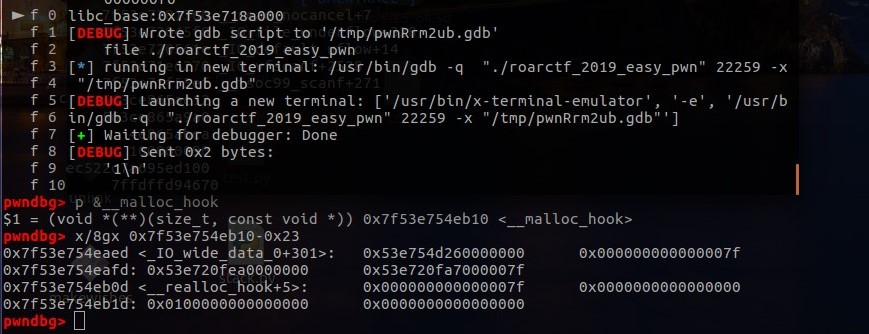 ► f 0 libc_base:0x7f53e718a000
f 1 [DEBUG] Wrote gdb script to '/tmp/pwnRrm2ub.gdb'
f 2 file ./roarctf_2019_easy_pwn
f 3 [*] running in new terminal: /usr/bin/gdb -q "./roarctf_2019_easy_pwn" 22259 -x
f 4 "/tmp/pwnRrm2ub.gdb"
f 5 [DEBUG] Launching a new terminal: ['/usr/bin/x-terminal-emulator', '-e', '/usr/b
f 6 in/gdb -q "./roarctf_2019_easy_pwn" 22259 -x "/tmp/pwnRrm2ub.gdb"']
f 7 [+] Waiting for debugger: Done
f 8 [DEBUG] Sent 0x2 bytes:
f 9 '1\n'
f 10 7ffdffd94670
pwndbg> p &__malloc_hook
$1 = (void *(**)(size_t, const void *)) 0x7f53e754eb10 <__malloc_hook>
pwndbg> x/8gx 0x7f53e754eb10-0x23
0x7f53e754eaed <_IO_wide_data_0+301>: 0x53e754d260000000 0x000000000000007f
0x7f53e754eafd: 0x53e720fea0000000 0x53e720fa7000007f
0x7f53e754eb0d <__realloc_hook+5>: 0x000000000000007f 0x0000000000000000
0x7f53e754eb1d: 0x0100000000000000 0x0000000000000000
pwndbg>